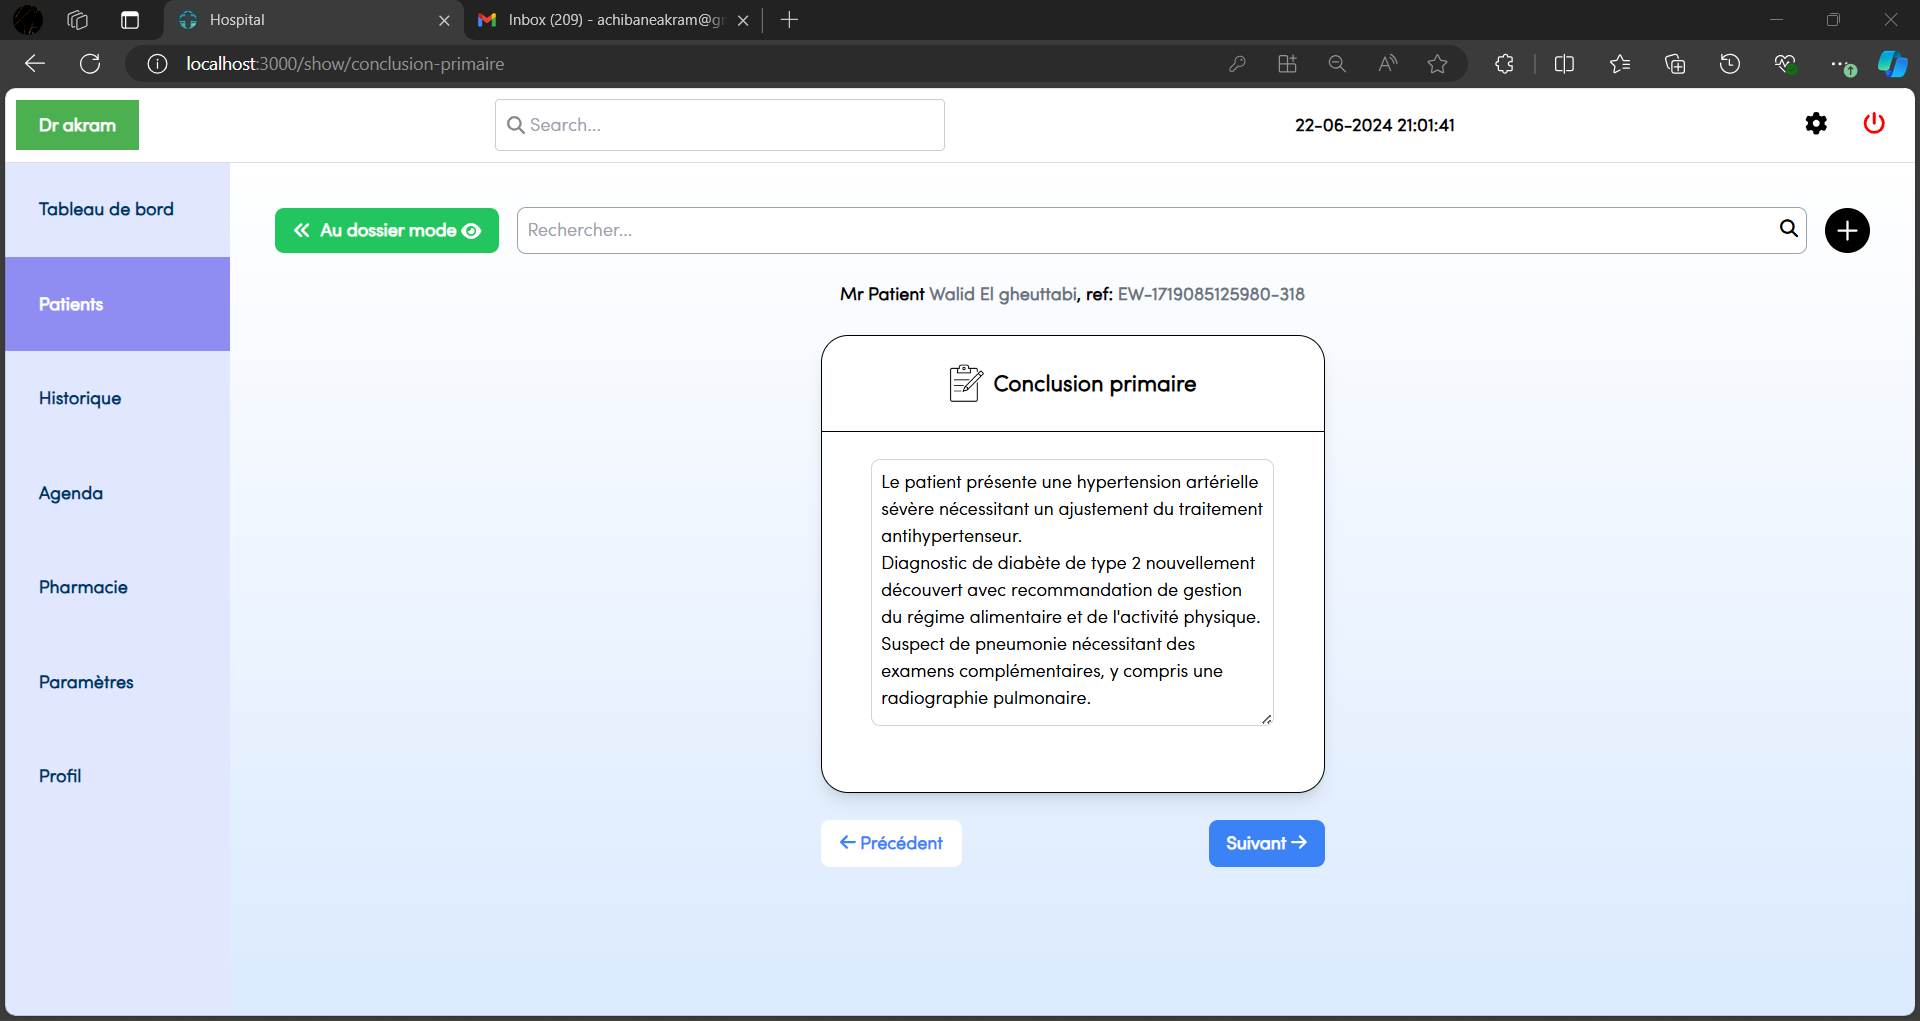 Hospital
Inbox (209) - achibaneakram@gr
localhost:3000/show/conclusion-primaire
Dr akram
Search...
22-06-2024 21:01:41
Tableau de bord
Patients
Historique
Agenda
Pharmacie
Paramètres
Profil
Au dossier mode
Rechercher...
Mr Patient Walid El gheuttabi, ref: EW-1719085125980-318
Conclusion primaire
Le patient présente une hypertension artérielle
sévère nécessitant un ajustement du traitement
antihypertenseur.
Diagnostic de diabète de type 2 nouvellement
découvert avec recommandation de gestion
du régime alimentaire et de l'activité physique.
Suspect de pneumonie nécessitant des
examens complémentaires, y compris une
radiographie pulmonaire.
Précédent
Suivant